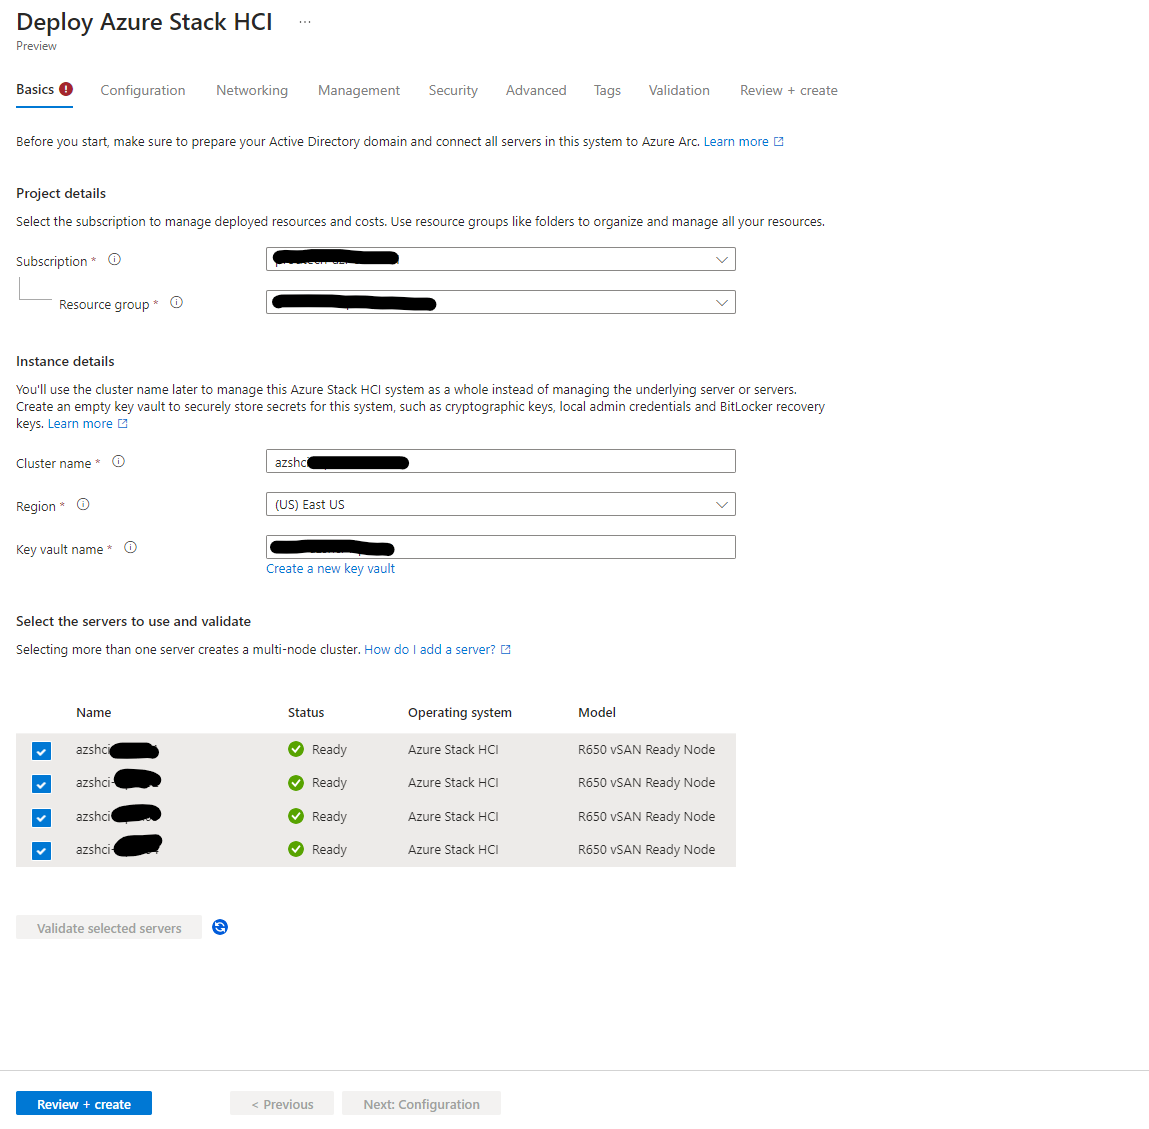 Deploy Azure Stack HCI ...
Preview
Basics Configuration Networking Management Security Advanced Tags Validation Review + create
Before you start, make sure to prepare your Active Directory domain and connect all servers in this system to Azure Arc. Learn more
Project details
Select the subscription to manage deployed resources and costs. Use resource groups like folders to organize and manage all your resources.
Subscription *
Resource group *
Instance details
You'll use the cluster name later to manage this Azure Stack HCI system as a whole instead of managing the underlying server or servers.
Create an empty key vault to securely store secrets for this system, such as cryptographic keys, local admin credentials and BitLocker recovery
keys. Learn more
Cluster name * azshci
Region * (US) East US
Key vault name *
Create a new key vault
Select the servers to use and validate
Selecting more than one server creates a multi-node cluster. How do I add a server?
Name Status Operating system Model
azshci Ready Azure Stack HCI R650 vSAN Ready Node
azshci- Ready Azure Stack HCI R650 vSAN Ready Node
azshci Ready Azure Stack HCI R650 vSAN Ready Node
azshci- Ready Azure Stack HCI R650 vSAN Ready Node
Validate selected servers
Review + create < Previous Next: Configuration